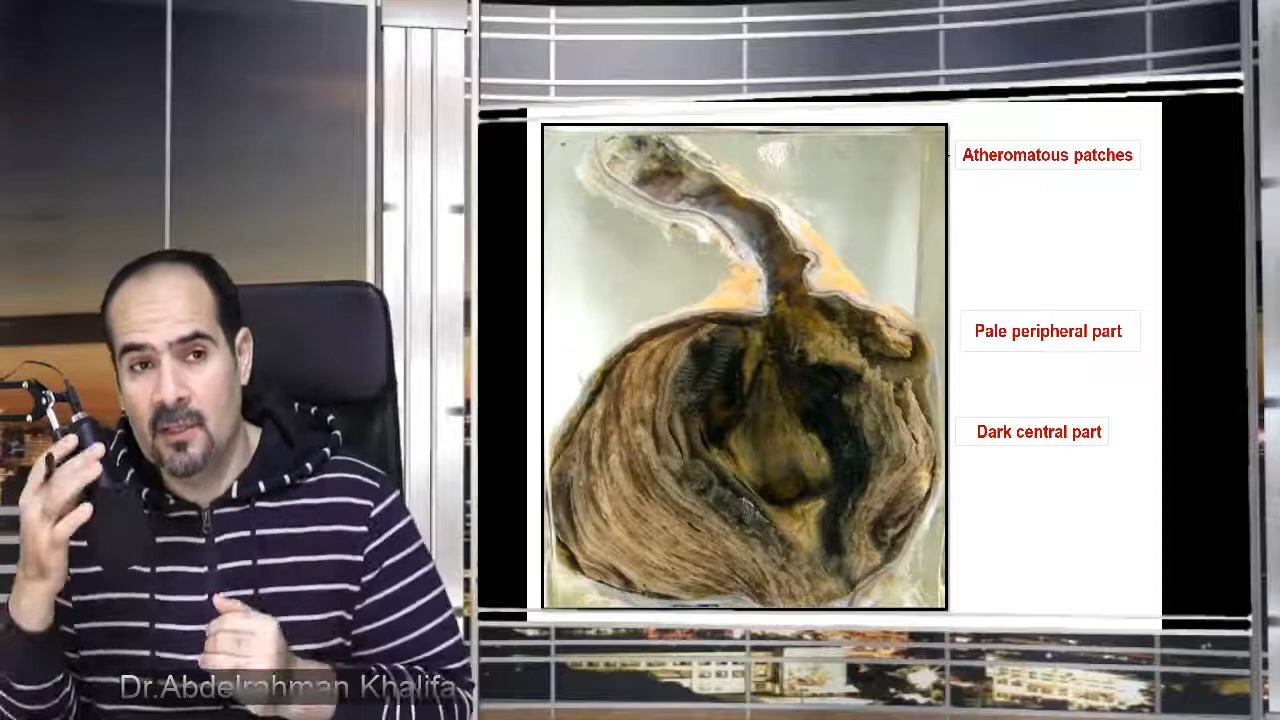 Atheromatous patches
Pale peripheral part
Dark central part
Dr.Abdelrahman Khalifa